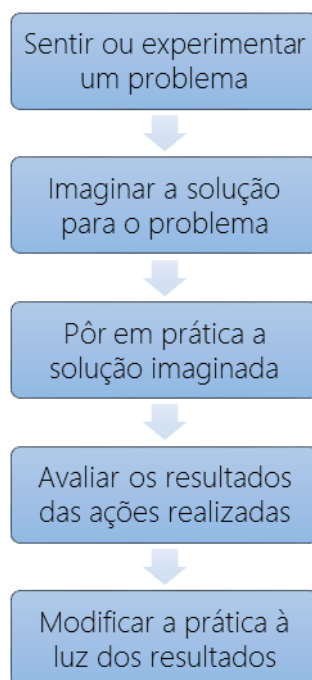 Sentir ou experimentar
um problema
Imaginar a solução
para o problema
Pôr em prática a
solução imaginada
Avaliar os resultados
das ações realizadas
Modificar a prática à
luz dos resultados